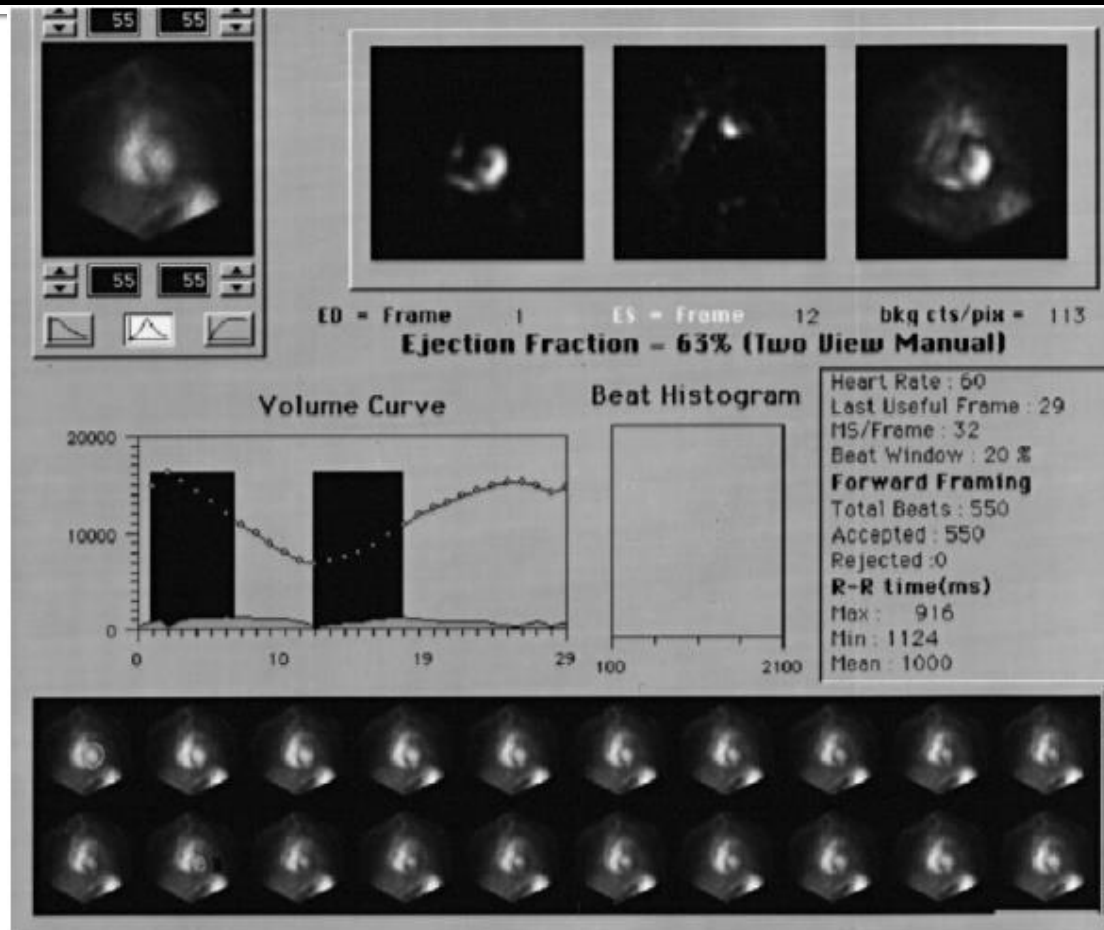 55 55
55 55
ED = Frame 1 ES = Frame 12 bkg cts/pix = 113
Ejection Fraction = 63% (Two View Manual)
Volume Curve
20000
10000
0
0 10 19 29
Beat Histogram
100 2100
Heart Rate : 60
Last Useful Frame : 29
MS/Frame : 32
Beat Window : 20 %
Forward Framing
Total Beats : 550
Accepted : 550
Rejected :0
R-R time(ms)
Max : 916
Min : 1124
Mean : 1000